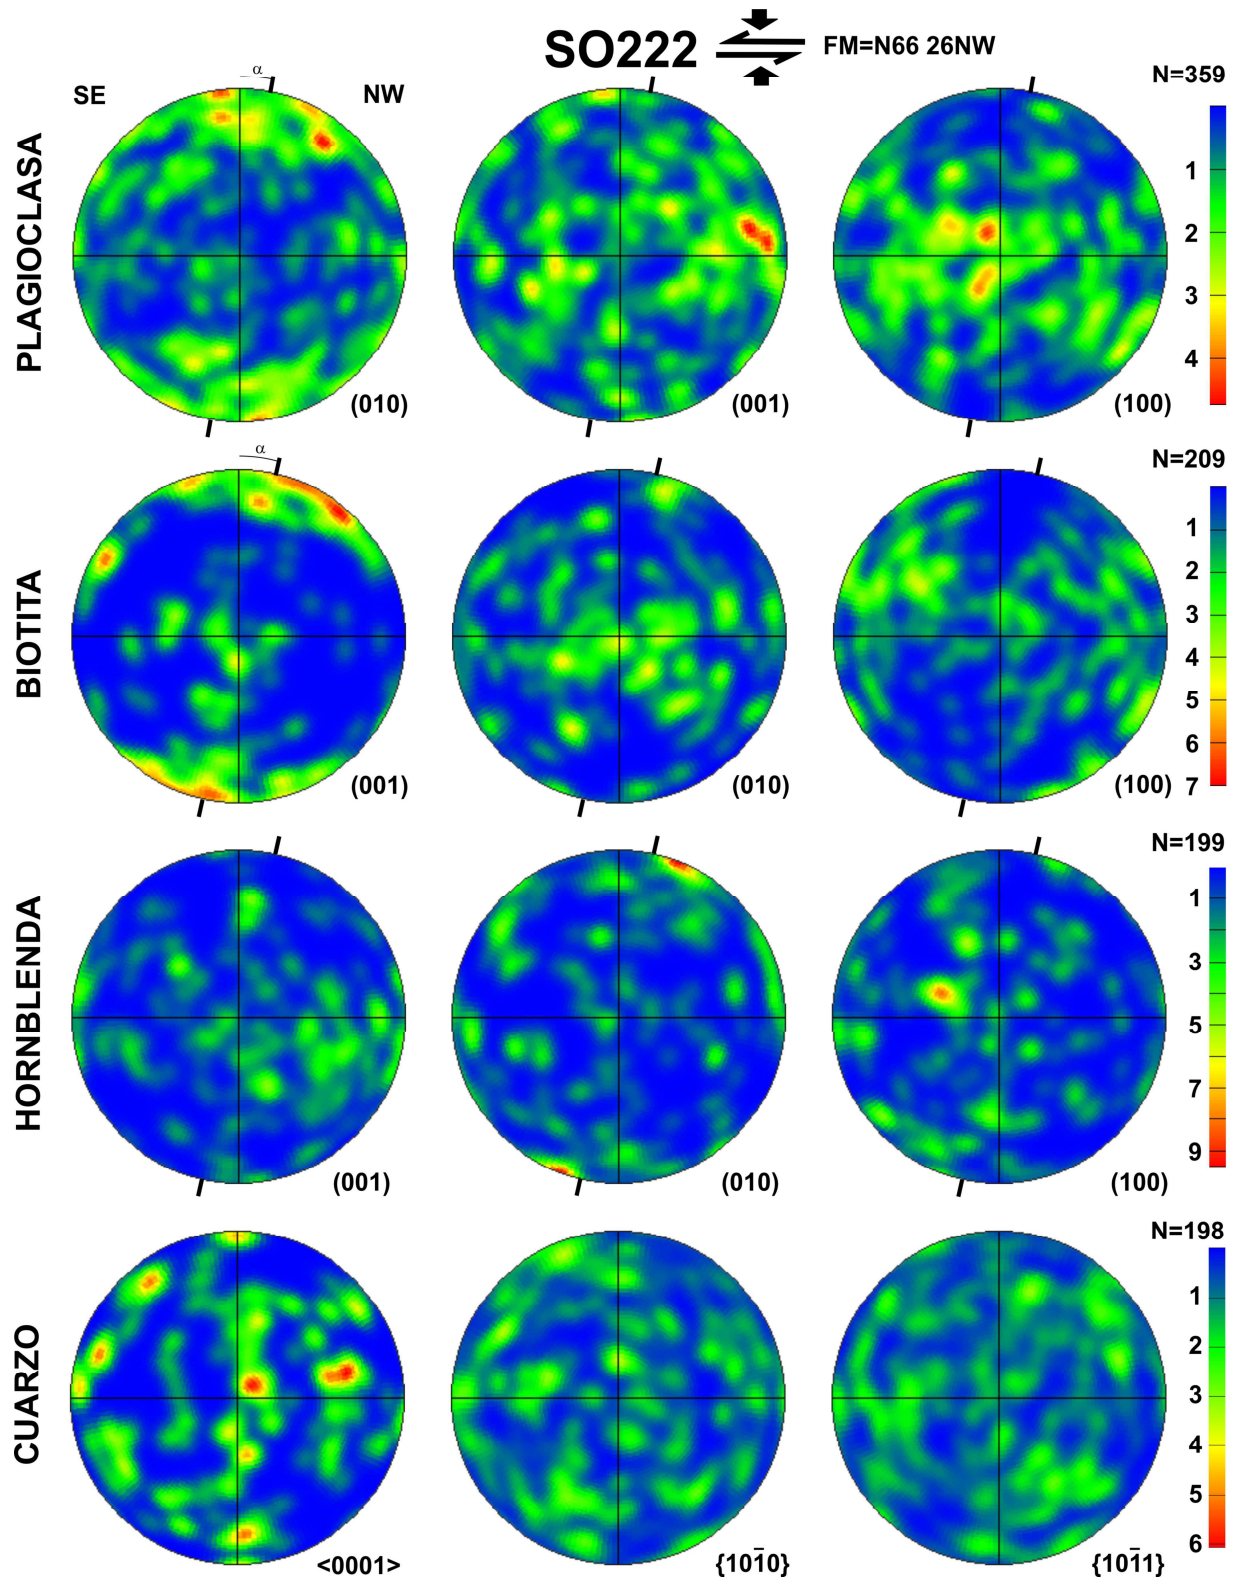 SO222
FM=N66 26NW
PLAGIOCLASA
SE
α
NW
N=359
1
2
3
4
(010)
(001)
(100)
BIOTITA
α
N=209
1
2
3
4
5
6
7
(001)
(010)
(100)
HORNBLENDA
N=199
1
3
5
7
9
(001)
(010)
(100)
CUARZO
N=198
1
2
3
4
5
6
<0001>
{101̄0}
{101̄1}